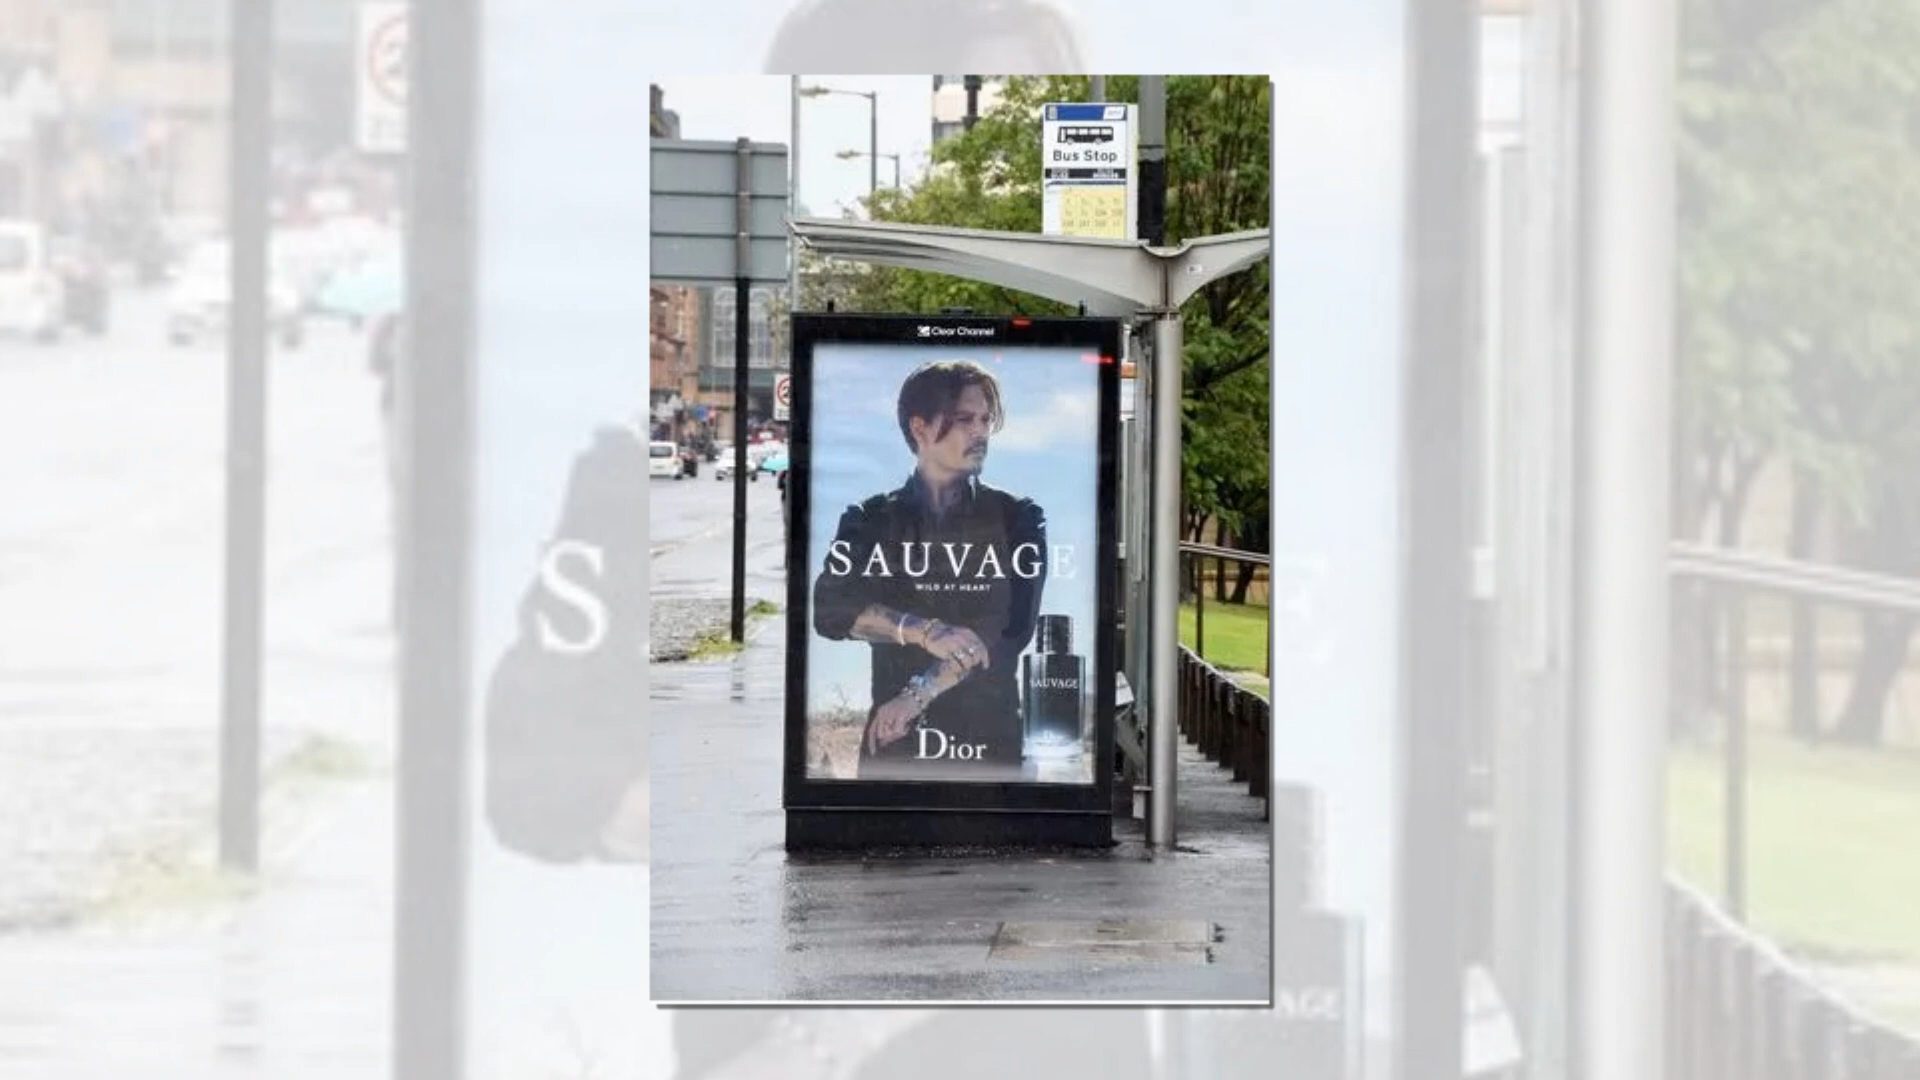 Bus Stop
Clear Channel
SAUVAGE
WILD AT HEART
SAUVAGE
Dior